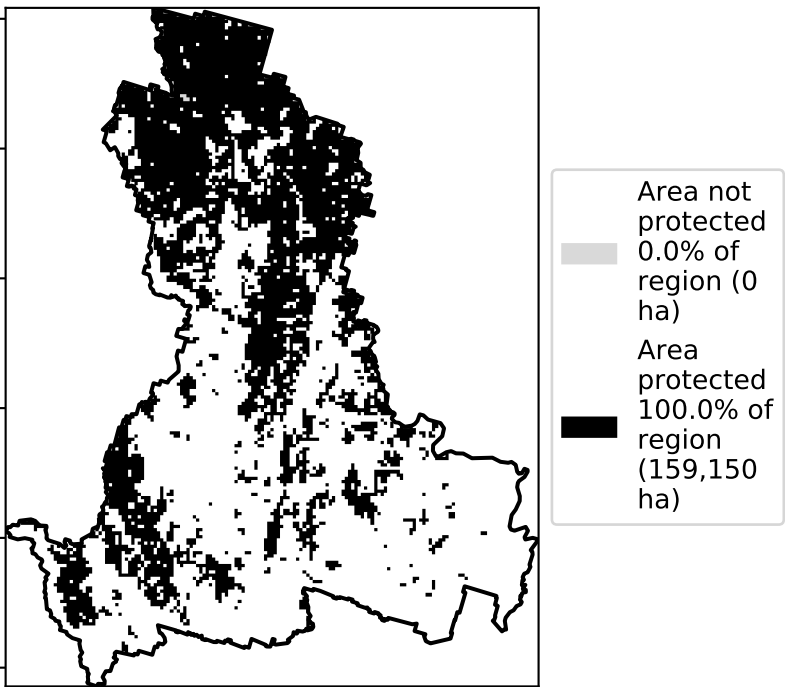 Area not
protected
0.0% of
region (0
ha)
Area
protected
100.0% of
region
(159,150
ha)